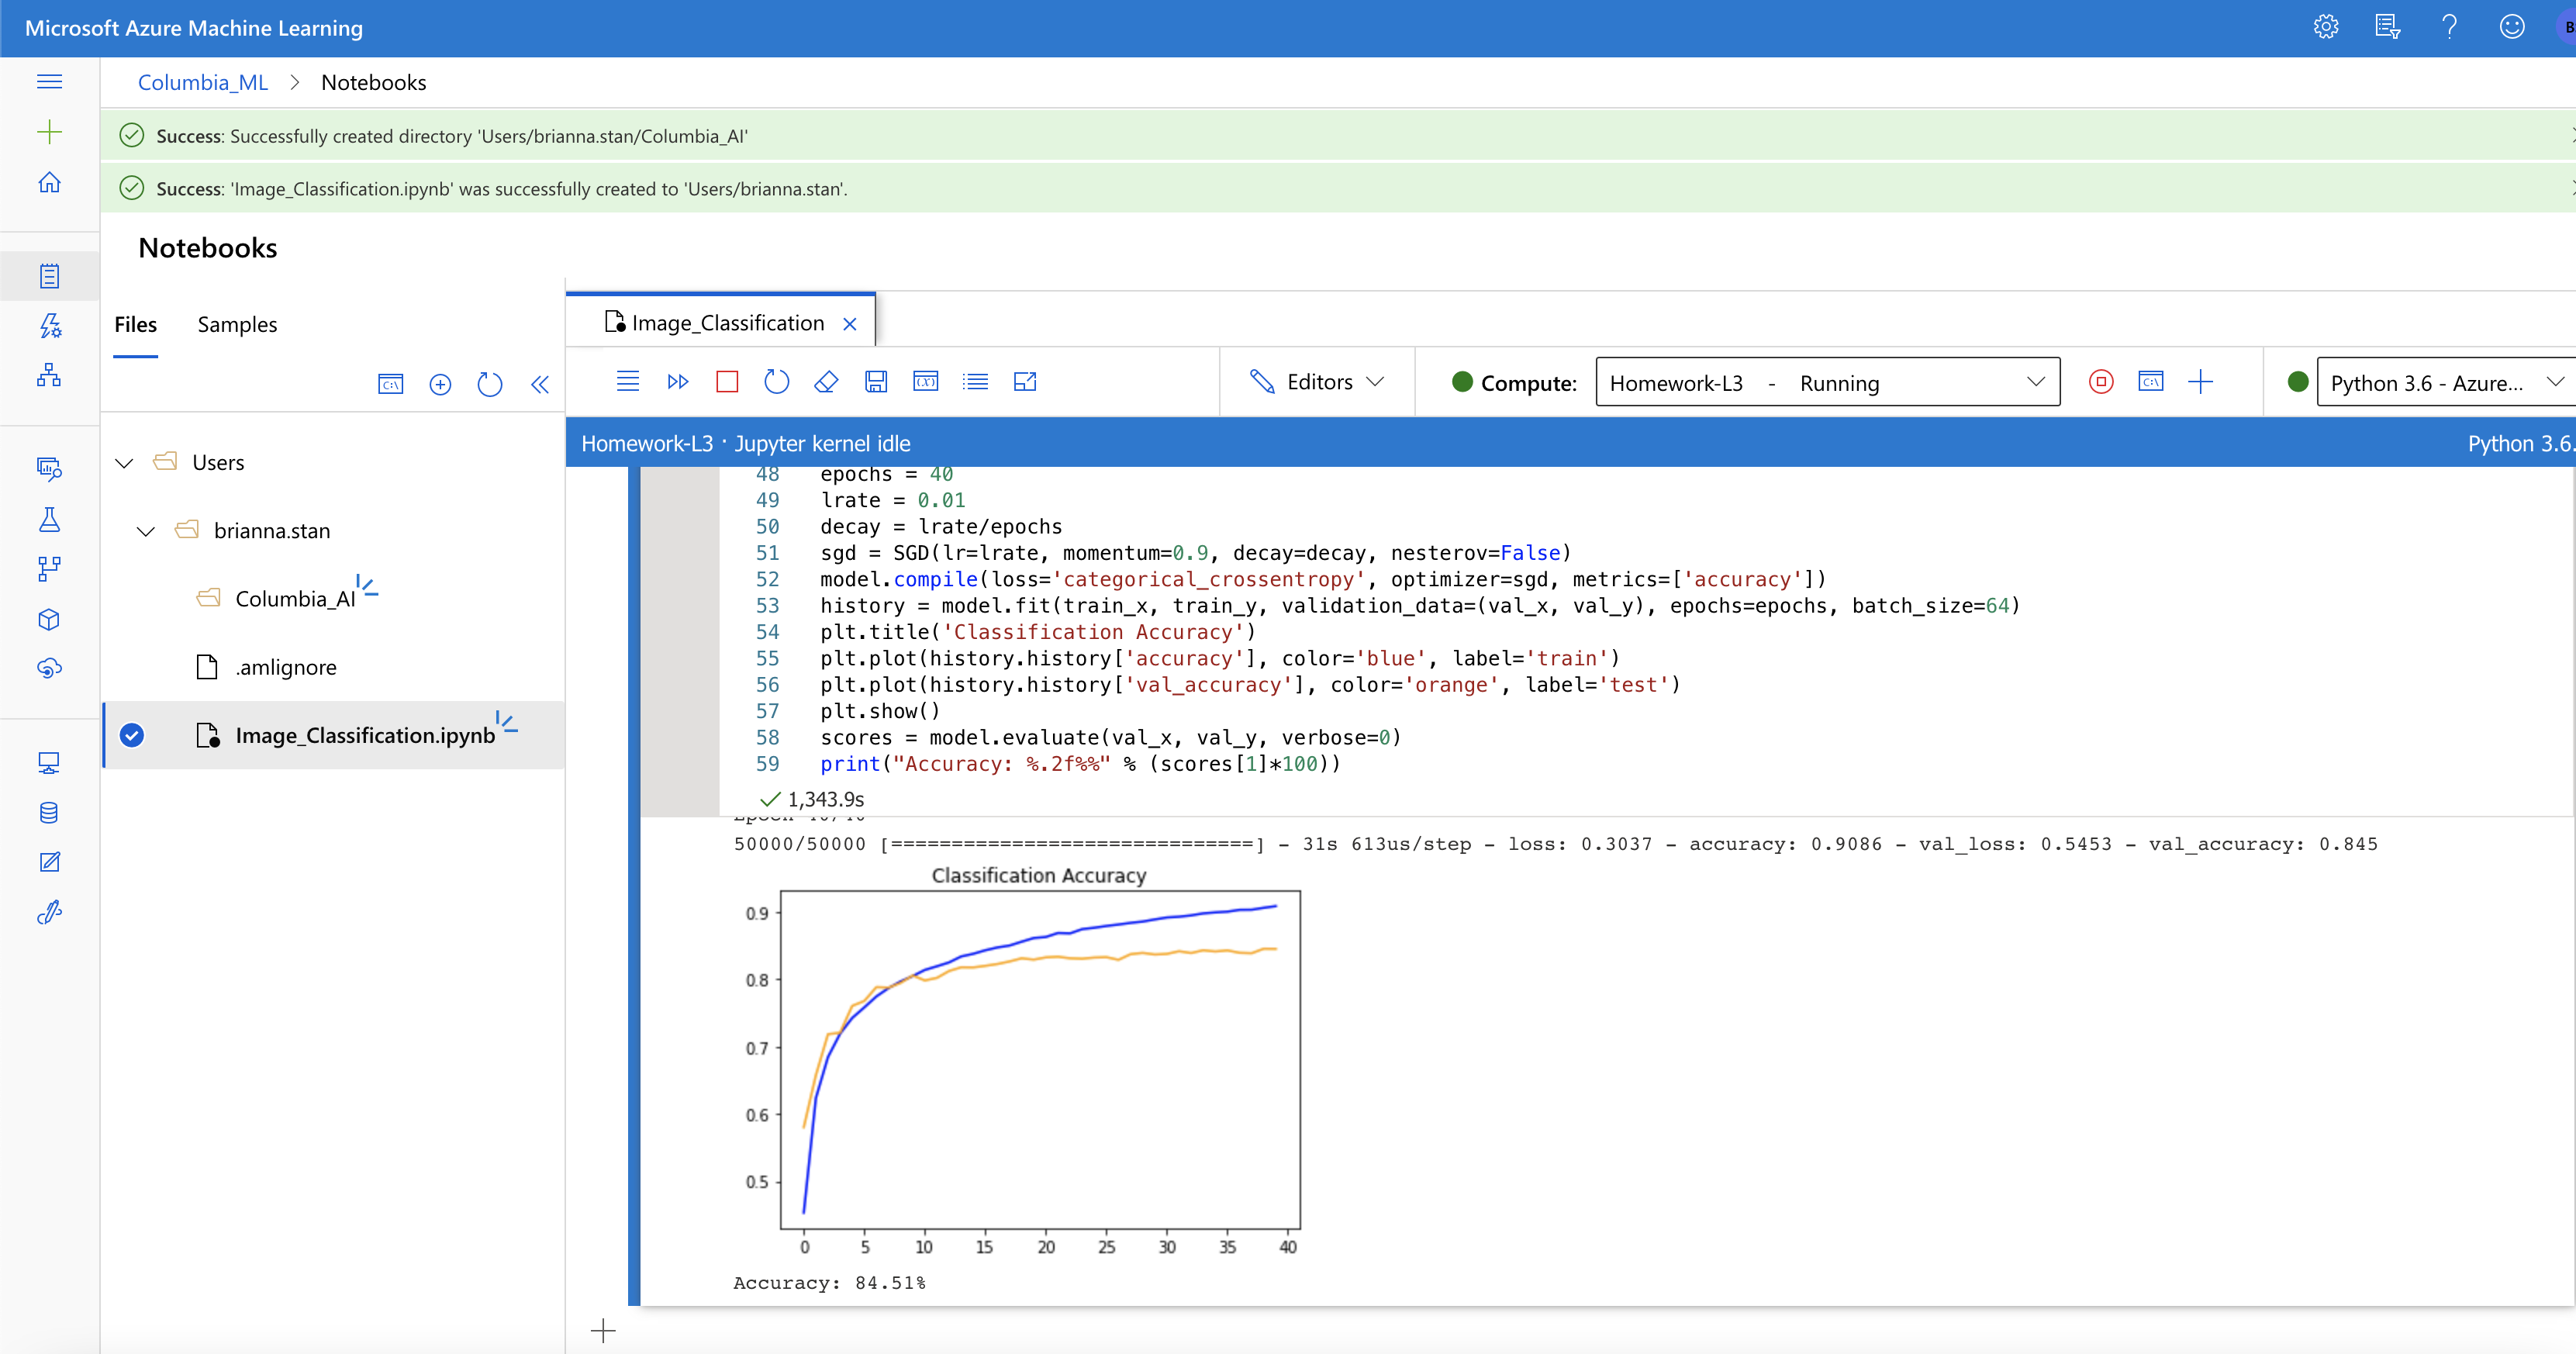 Microsoft Azure Machine Learning
B
Columbia_ML > Notebooks
Success: Successfully created directory 'Users/brianna.stan/Columbia_AI'
Success: 'Image_Classification.ipynb' was successfully created to 'Users/brianna.stan'.
Notebooks
Files Samples
Users
brianna.stan
Columbia_AI
.amlignore
Image_Classification.ipynb
Image_Classification
Editors
Compute: Homework-L3 - Running
Python 3.6 - Azure...
Homework-L3 · Jupyter kernel idle
Python 3.6.
48 epochs = 40
49 lrate = 0.01
50 decay = lrate/epochs
51 sgd = SGD(lr=lrate, momentum=0.9, decay=decay, nesterov=False)
52 model.compile(loss='categorical_crossentropy', optimizer=sgd, metrics=['accuracy'])
53 history = model.fit(train_x, train_y, validation_data=(val_x, val_y), epochs=epochs, batch_size=64)
54 plt.title('Classification Accuracy')
55 plt.plot(history.history['accuracy'], color='blue', label='train')
56 plt.plot(history.history['val_accuracy'], color='orange', label='test')
57 plt.show()
58 scores = model.evaluate(val_x, val_y, verbose=0)
59 print("Accuracy: %.2f%%" % (scores[1]*100))
1,343.9s
50000/50000 [==============================] - 31s 613us/step - loss: 0.3037 - accuracy: 0.9086 - val_loss: 0.5453 - val_accuracy: 0.845
Classification Accuracy
0.9
0.8
0.7
0.6
0.5
0 5 10 15 20 25 30 35 40
Accuracy: 84.51%